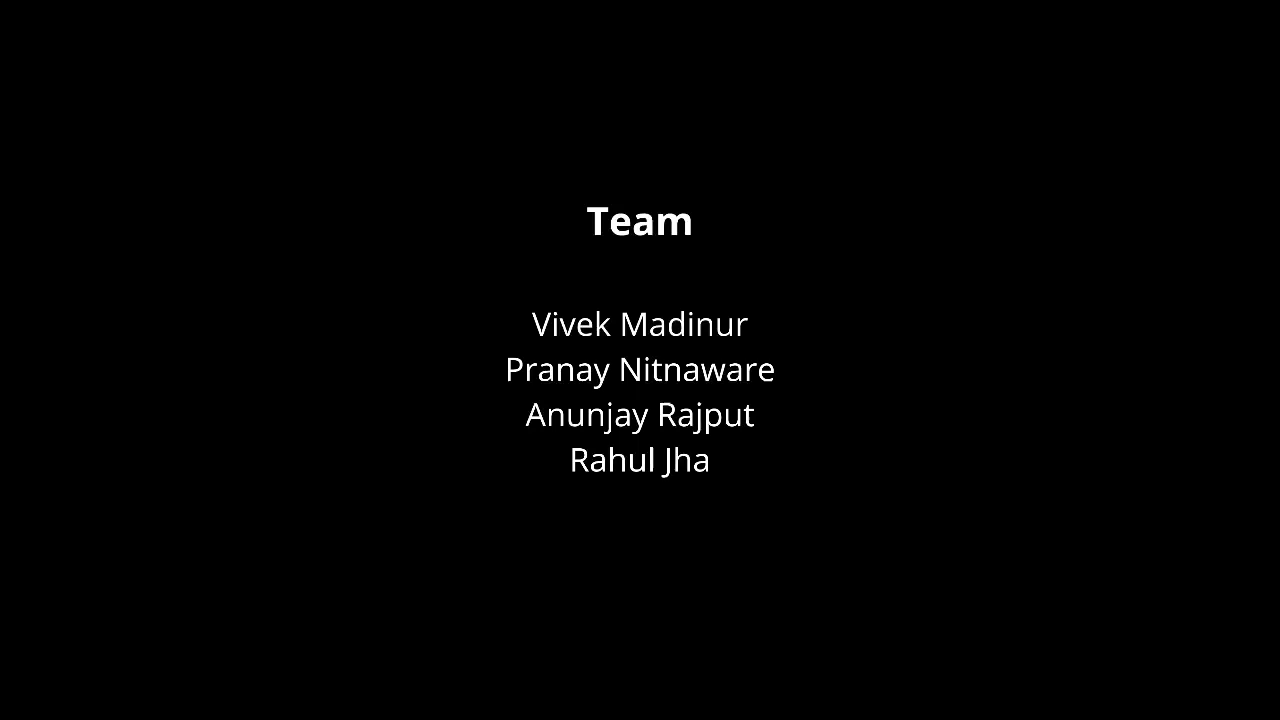 Team
Vivek Madinur
Pranay Nitnaware
Anunjay Rajput
Rahul Jha